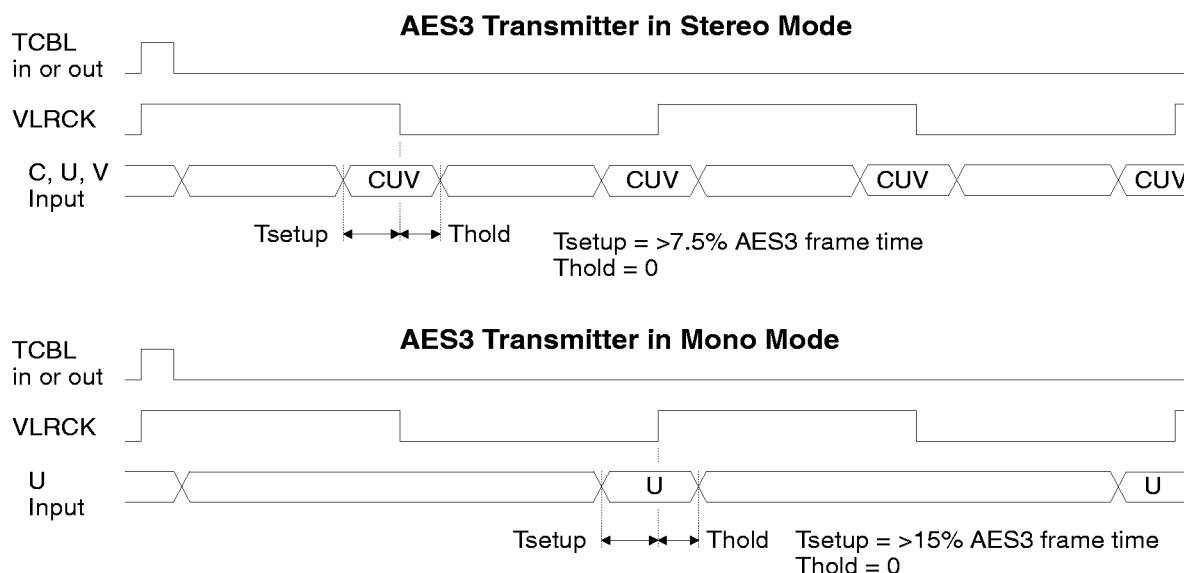 AES3 Transmitter in Stereo Mode
TCBL
in or out
VLRCK
C, U, V
Input
CUV CUV CUV CUV
Tsetup Thold
Tsetup = >7.5% AES3 frame time
Thold = 0
AES3 Transmitter in Mono Mode
TCBL
in or out
VLRCK
U
Input
U U
Tsetup Thold
Tsetup = >15% AES3 frame time
Thold = 0